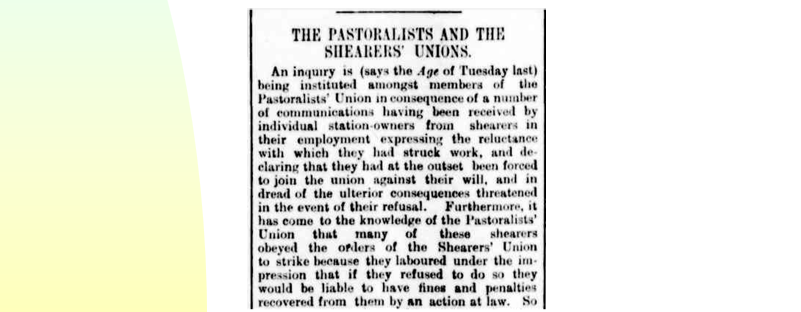 THE PASTORALISTS AND THE
SHEARERS' UNIONS.
An inquiry is (says the Age of Tuesday last)
being instituted amongst members of the
Pastoralists' Union in consequence of a number
of communications having been received by
individual station-owners from shearers in
their employment expressing the reluctance
with which they had struck work, and de-
claring that they had at the outset been forced
to join the union against their will, and in
dread of the ulterior consequences threatened
in the event of their refusal. Furthermore, it
has come to the knowledge of the Pastoralists'
Union that many of these shearers
obeyed the orders of the Shearers' Union
to strike because they laboured under the im-
pression that if they refused to do so they
would be liable to have fines and penalties
recovered from them by an action at law. So